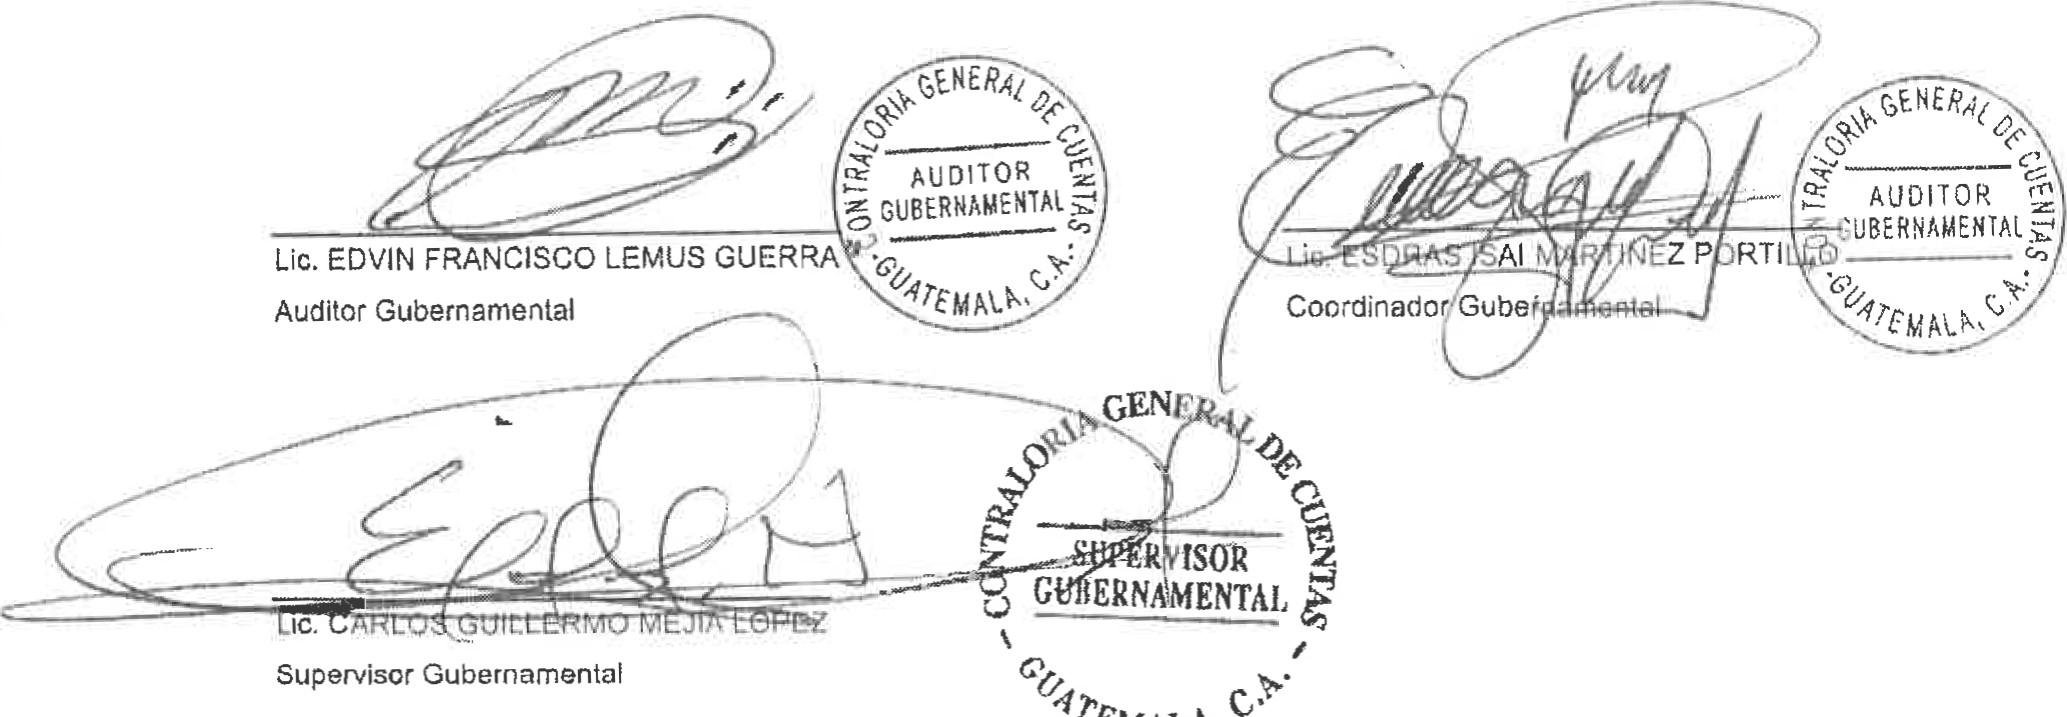 Lic. EDVIN FRANCISCO LEMUS GUERRA
Auditor Gubernamental
CONTRALORIA GENERAL DE CUENTAS
AUDITOR
GUBERNAMENTAL
-GUATEMALA, C.A.-
Lic. ESDRAS ISAI MARTINEZ PORTILLO
Coordinador Gubernamental
CONTRALORIA GENERAL DE CUENTAS
AUDITOR
GUBERNAMENTAL
-GUATEMALA, C.A.-
Lic. CARLOS GUILLERMO MEJIA LOPEZ
Supervisor Gubernamental
CONTRALORIA GENERAL DE CUENTAS
SUPERVISOR
GUBERNAMENTAL
- GUATEMALA, C.A. -